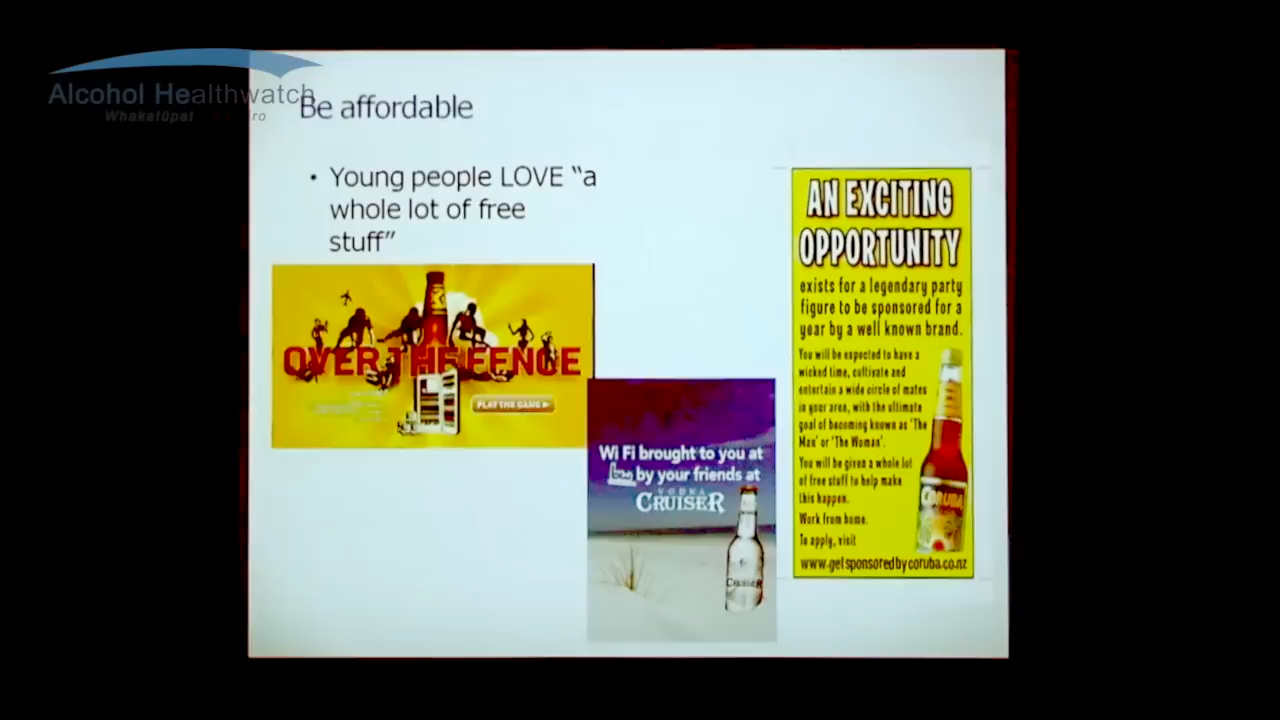 Alcohol Healthwatch
Be affordable
• Young people LOVE “a
whole lot of free
stuff”
OVER THE FENCE
PLAY THE GAME
Wi Fi brought to you at
by your friends at
VODKA
CRUISER
CRUISER
AN EXCITING
OPPORTUNITY
exists for a legendary party
figure to be sponsored for a
year by a well known brand.
You will be expected to have a
wicked time, cultivate and
entertain a wide circle of mates
in your area, with the ultimate
goal of becoming known as 'The
Man' or 'The Woman'.
You will be given a whole lot
of free stuff to help make
this happen.
Work from home.
To apply, visit
CORUBA
www.getsponsoredbycoruba.co.nz